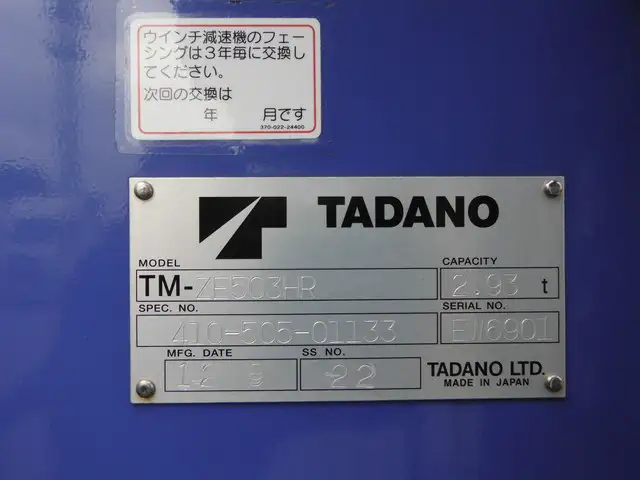 ウインチ減速機のフェー
シングは3年毎に交換し
てください。
次回の交換は
年 月です
370-022-24400
TADANO
MODEL CAPACITY
TM-ZE503HR 2.93 t
SPEC. NO. SERIAL NO.
410-505-01133 EW6901
MFG. DATE SS NO.
9 22
TADANO LTD.
MADE IN JAPAN